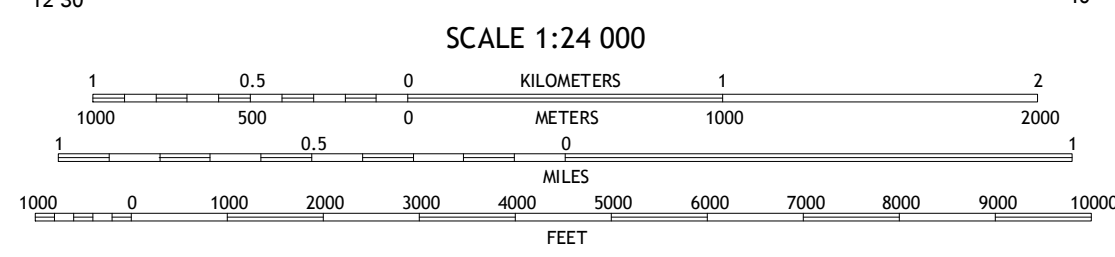 SCALE 1:24 000
1 0.5 0 KILOMETERS 1 2
1000 500 0 METERS 1000 2000
1 0.5 0 1
MILES
1000 0 1000 2000 3000 4000 5000 6000 7000 8000 9000 10000
FEET